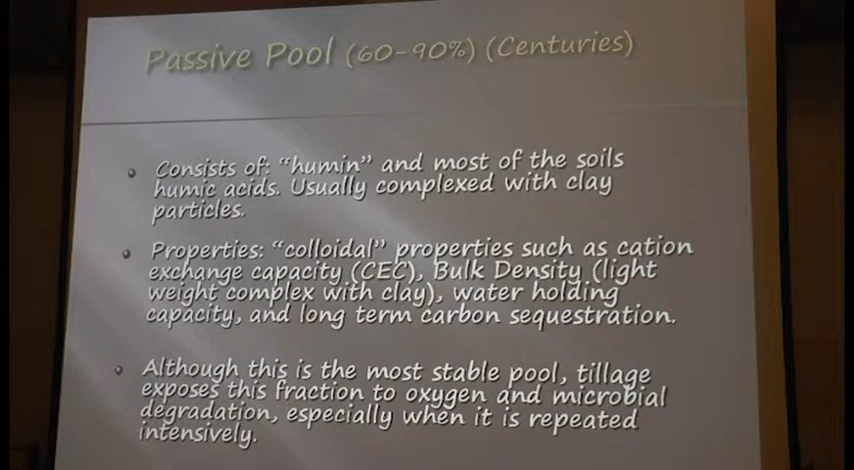 Passive Pool (60-90%) (Centuries)
Consists of: “humin” and most of the soils
humic acids. Usually complexed with clay
particles.
Properties: “colloidal” properties such as cation
exchange capacity (CEC), Bulk Density (light
weight complex with clay), water holding
capacity, and long term carbon sequestration.
Although this is the most stable pool, tillage
exposes this fraction to oxygen and microbial
degradation, especially when it is repeated
intensively.